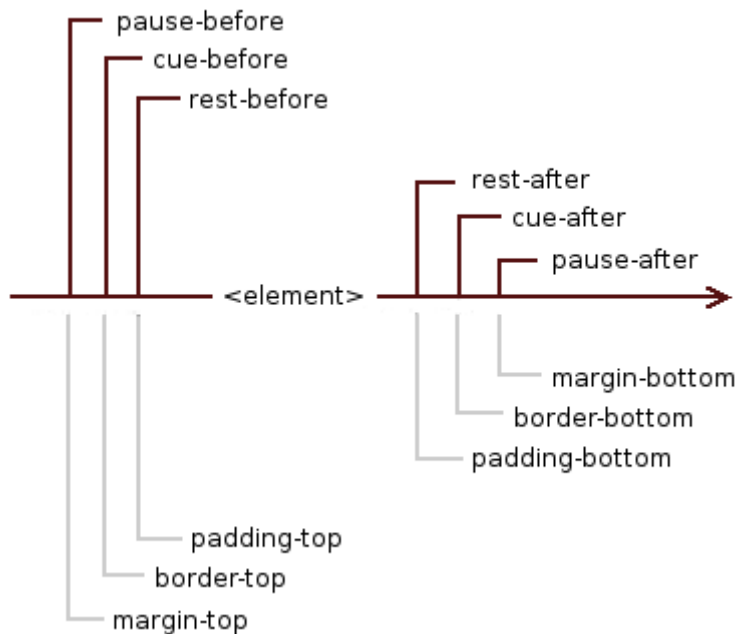 pause-before
cue-before
rest-before
rest-after
cue-after
pause-after
<element>
margin-bottom
border-bottom
padding-bottom
padding-top
border-top
margin-top